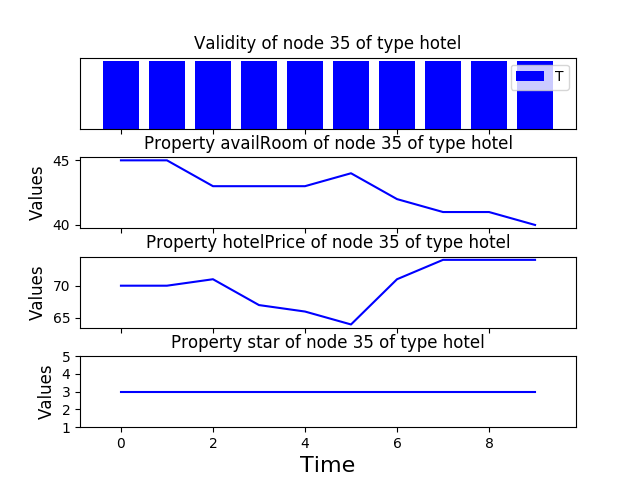 Validity of node 35 of type hotel
T
Property availRoom of node 35 of type hotel
45
40
Values
Property hotelPrice of node 35 of type hotel
70
65
Values
Property star of node 35 of type hotel
5
4
3
2
1
Values
0 2 4 6 8
Time